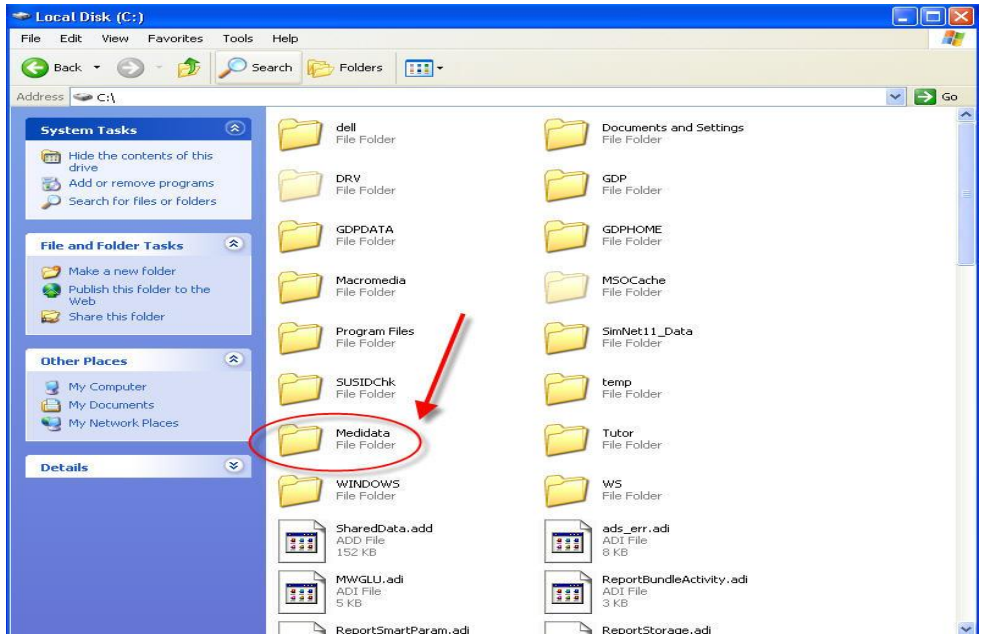 Local Disk (C:)
File Edit View Favorites Tools Help
Back Search Folders
Address C:\ Go
System Tasks
Hide the contents of this
drive
Add or remove programs
Search for files or folders
File and Folder Tasks
Make a new folder
Publish this folder to the
Web
Share this folder
Other Places
My Computer
My Documents
My Network Places
Details
dell
File Folder
Documents and Settings
File Folder
DRV
File Folder
GDP
File Folder
GDPDATA
File Folder
GDPHOME
File Folder
Macromedia
File Folder
MSOCache
File Folder
Program Files
File Folder
SimNet11_Data
File Folder
SUSIDChk
File Folder
temp
File Folder
Medidata
File Folder
Tutor
File Folder
WINDOWS
File Folder
WS
File Folder
SharedData.add
ADD File
152 KB
ads_err.adi
ADI File
8 KB
MWGLU.adi
ADI File
5 KB
ReportBundleActivity.adi
ADI File
3 KB
ReportSmartParam.adi
ReportStorage.adi